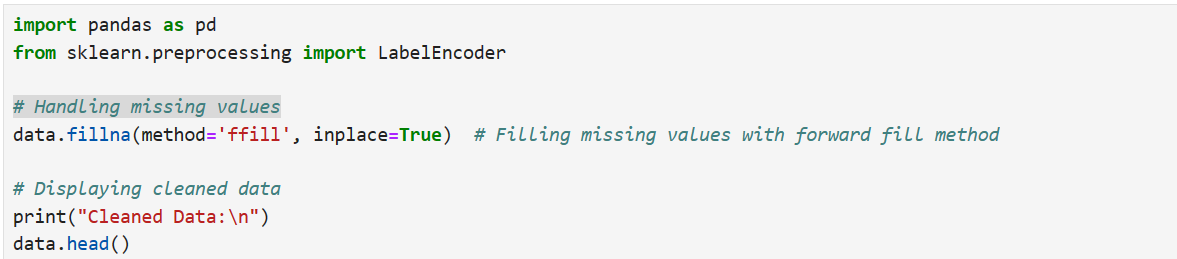 import pandas as pd
from sklearn.preprocessing import LabelEncoder
# Handling missing values
data.fillna(method='ffill', inplace=True)  # Filling missing values with forward fill method
# Displaying cleaned data
print("Cleaned Data:\n")
data.head()